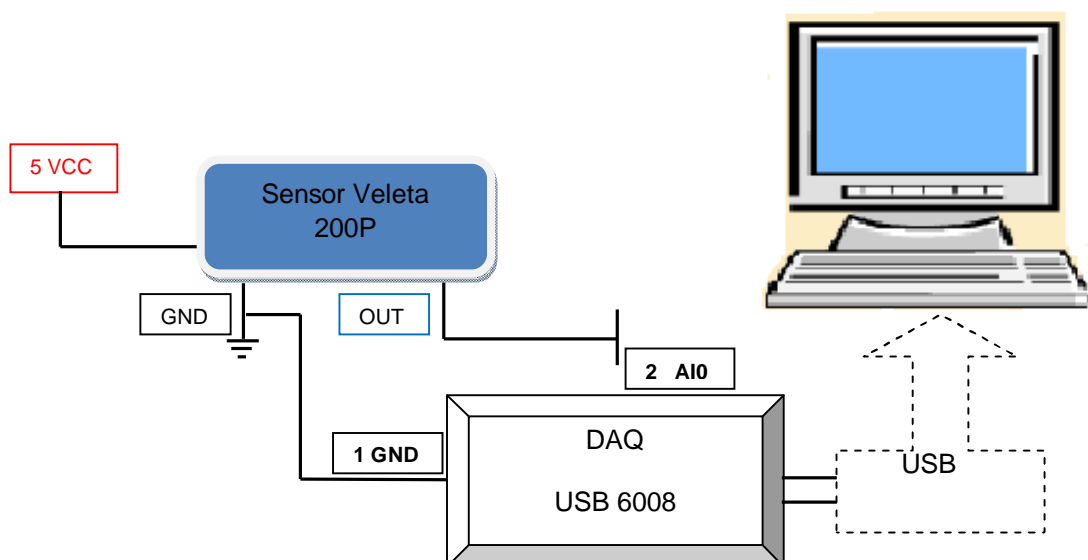 5 VCC
Sensor Veleta
200P
GND
OUT
2 AI0
1 GND
DAQ
USB 6008
USB